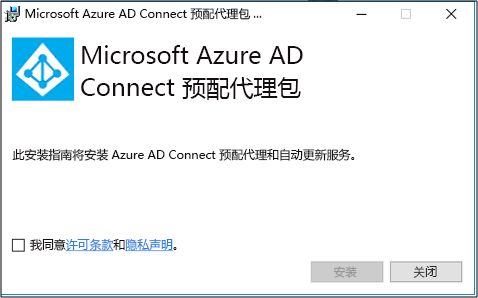 Microsoft Azure AD Connect 预配代理包 ...
Microsoft Azure AD
Connect 预配代理包
此安装指南将安装 Azure AD Connect 预配代理和自动更新服务。
我同意许可条款和隐私声明。
安装
关闭